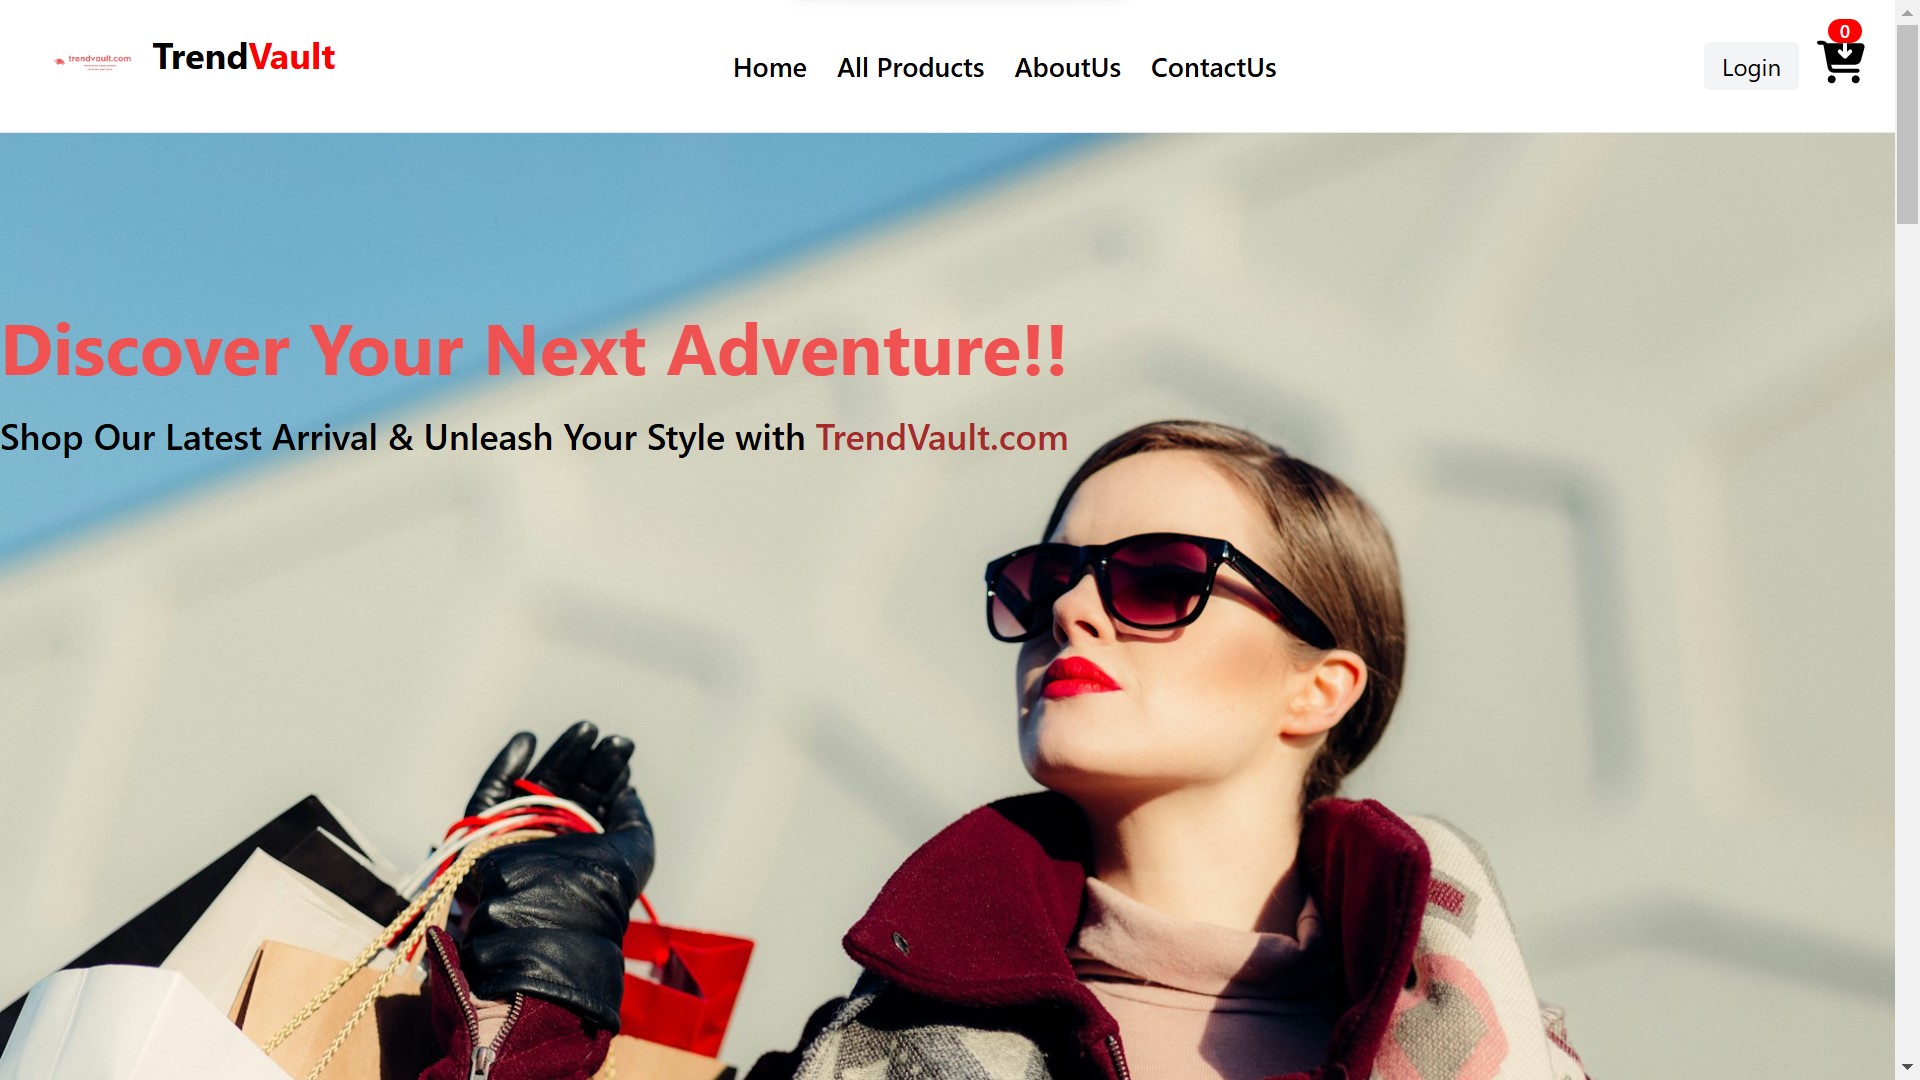 trendvault.com
TrendVault
Home
All Products
AboutUs
ContactUs
Login
0
Discover Your Next Adventure!!
Shop Our Latest Arrival & Unleash Your Style with TrendVault.com